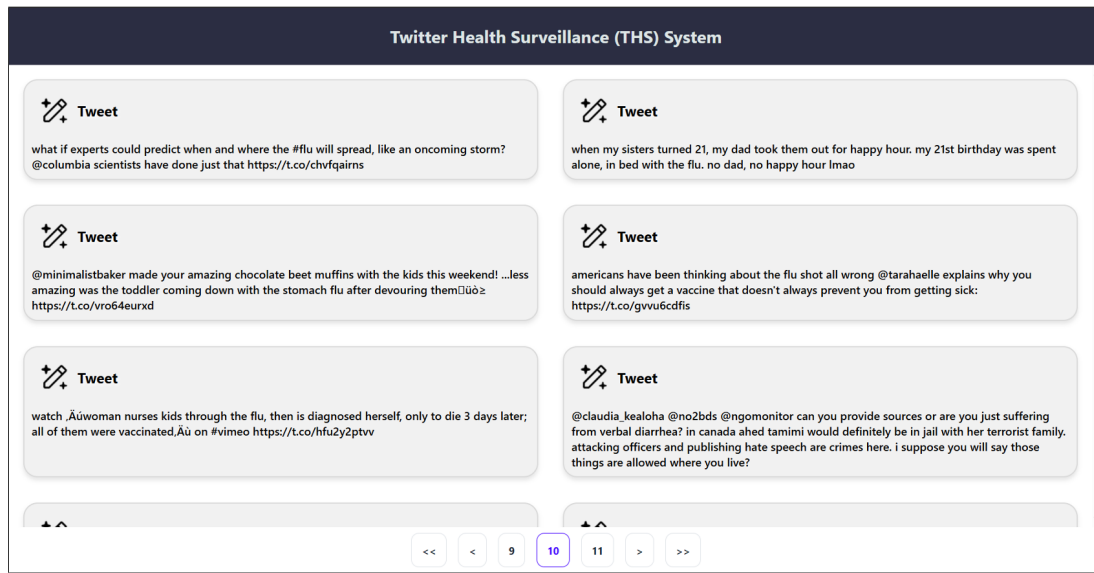 Twitter Health Surveillance (THS) System
Tweet
what if experts could predict when and where the #flu will spread, like an oncoming storm?
@columbia scientists have done just that https://t.co/chvfqairns
Tweet
when my sisters turned 21, my dad took them out for happy hour. my 21st birthday was spent
alone, in bed with the flu. no dad, no happy hour lmao
Tweet
@minimalistbaker made your amazing chocolate beet muffins with the kids this weekend! ...less
amazing was the toddler coming down with the stomach flu after devouring them▯üò≥
https://t.co/vro64eurxd
Tweet
americans have been thinking about the flu shot all wrong @tarahaelle explains why you
should always get a vaccine that doesn't always prevent you from getting sick:
https://t.co/gvvu6cdfis
Tweet
watch ‚Äúwoman nurses kids through the flu, then is diagnosed herself, only to die 3 days later;
all of them were vaccinated‚Äù on #vimeo https://t.co/hfu2y2ptvv
Tweet
@claudia_kealoha @no2bds @ngomonitor can you provide sources or are you just suffering
from verbal diarrhea? in canada ahed tamimi would definitely be in jail with her terrorist family.
attacking officers and publishing hate speech are crimes here. i suppose you will say those
things are allowed where you live?
<< < 9 10 11 > >>